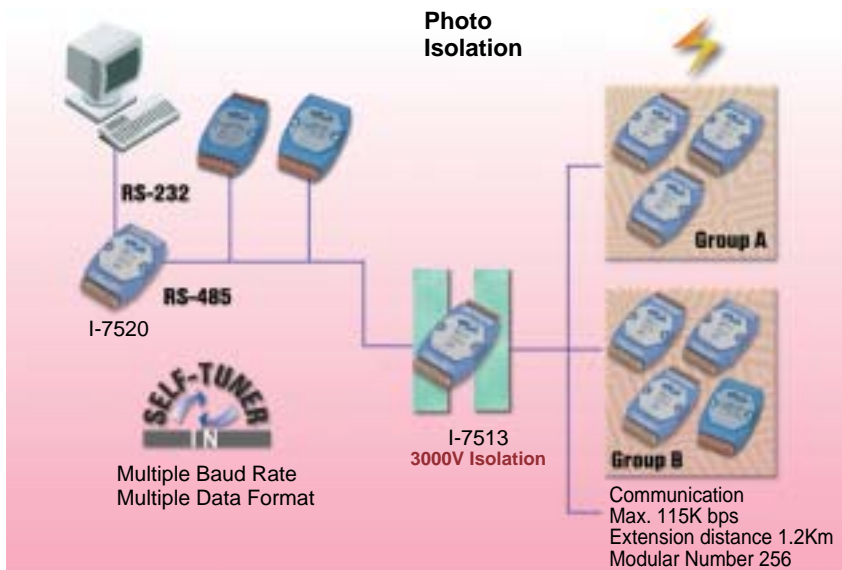 Photo
Isolation
RS-232
RS-485
I-7520
Group A
SELF-TUNER
IN
Multiple Baud Rate
Multiple Data Format
I-7513
3000V Isolation
Group B
Communication
Max. 115K bps
Extension distance 1.2Km
Modular Number 256